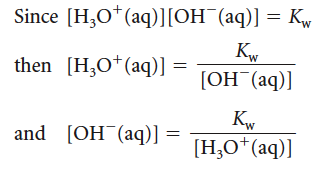 Since [H₃O⁺(aq)][OH⁻(aq)] = Kw
then [H₃O⁺(aq)] = Kw / [OH⁻(aq)]
and [OH⁻(aq)] = Kw / [H₃O⁺(aq)]